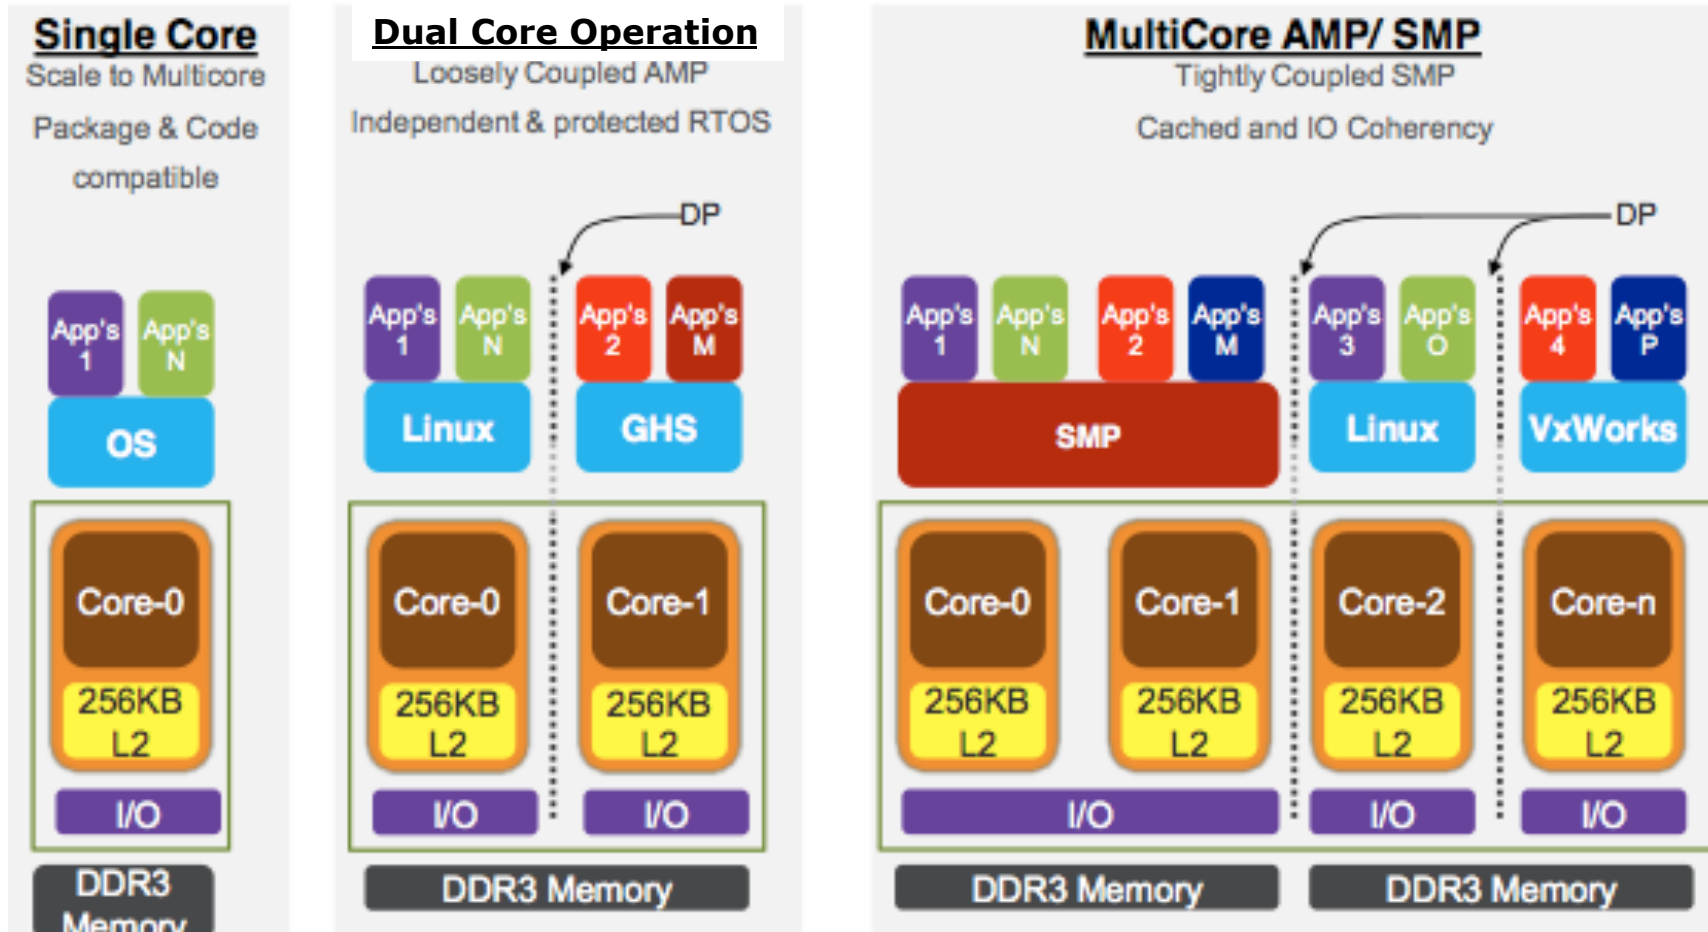 Single Core
Scale to Multicore
Package & Code
compatible
App's
1
App's
N
OS
Core-0
256KB
L2
I/O
DDR3
Memory
Dual Core Operation
Loosely Coupled AMP
Independent & protected RTOS
DP
App's
1
App's
N
App's
2
App's
M
Linux
GHS
Core-0
Core-1
256KB
L2
256KB
L2
I/O
I/O
DDR3 Memory
MultiCore AMP/ SMP
Tightly Coupled SMP
Cached and IO Coherency
DP
App's
1
App's
N
App's
2
App's
M
App's
3
App's
O
App's
4
App's
P
SMP
Linux
VxWorks
Core-0
Core-1
Core-2
Core-n
256KB
L2
256KB
L2
256KB
L2
256KB
L2
I/O
I/O
I/O
DDR3 Memory
DDR3 Memory